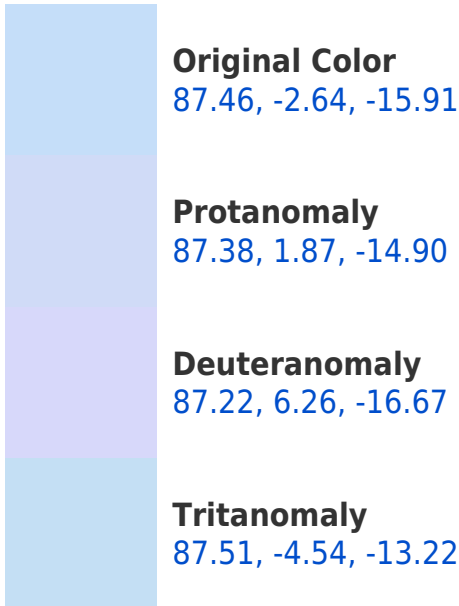 Original Color
87.46, -2.64, -15.91
Protanomaly
87.38, 1.87, -14.90
Deuteranomaly
87.22, 6.26, -16.67
Tritanomaly
87.51, -4.54, -13.22